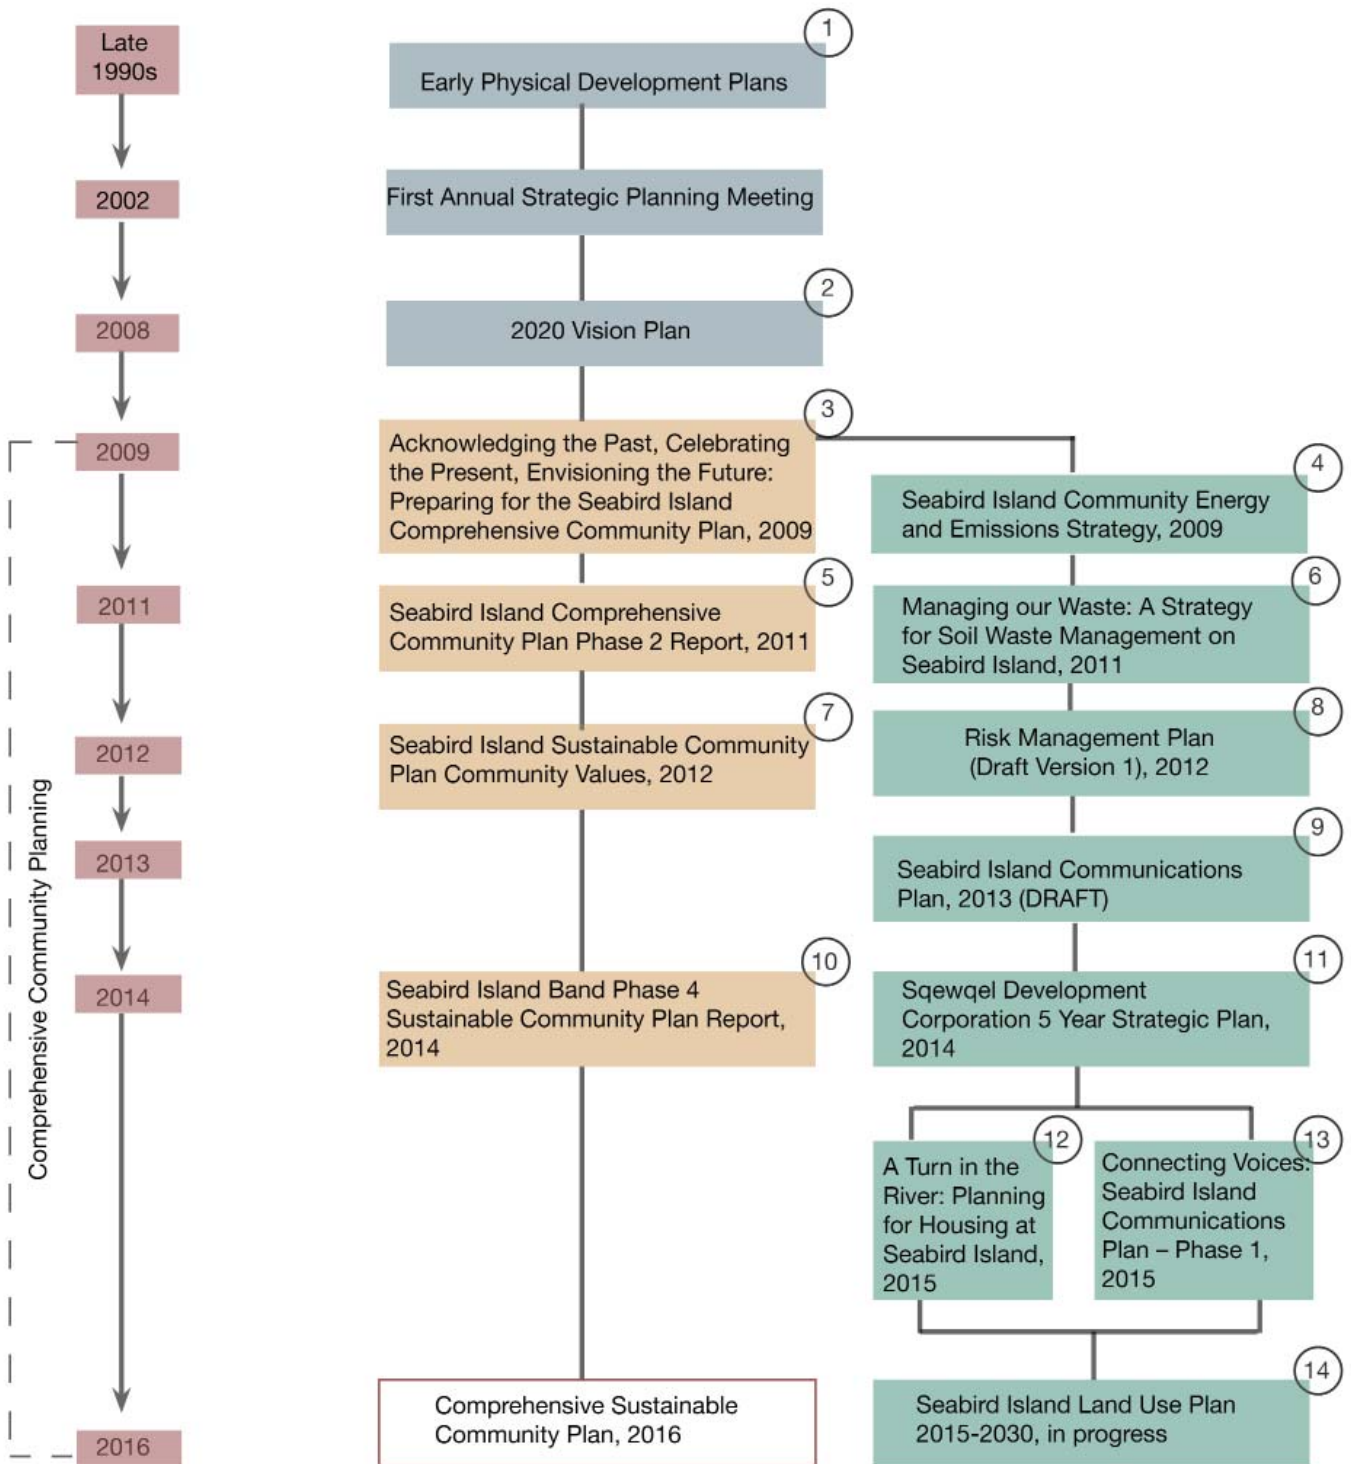 Late
1990s
1
Early Physical Development Plans
2002
First Annual Strategic Planning Meeting
2008
2
2020 Vision Plan
2009
3
Acknowledging the Past, Celebrating
the Present, Envisioning the Future:
Preparing for the Seabird Island
Comprehensive Community Plan, 2009
4
Seabird Island Community Energy
and Emissions Strategy, 2009
2011
5
Seabird Island Comprehensive
Community Plan Phase 2 Report, 2011
6
Managing our Waste: A Strategy
for Soil Waste Management on
Seabird Island, 2011
2012
7
Seabird Island Sustainable Community
Plan Community Values, 2012
8
Risk Management Plan
(Draft Version 1), 2012
2013
9
Seabird Island Communications
Plan, 2013 (DRAFT)
2014
10
Seabird Island Band Phase 4
Sustainable Community Plan Report,
2014
11
Sqewqel Development
Corporation 5 Year Strategic Plan,
2014
12
A Turn in the
River: Planning
for Housing at
Seabird Island,
2015
13
Connecting Voices:
Seabird Island
Communications
Plan – Phase 1,
2015
2016
Comprehensive Sustainable
Community Plan, 2016
14
Seabird Island Land Use Plan
2015-2030, in progress
Comprehensive Community Planning